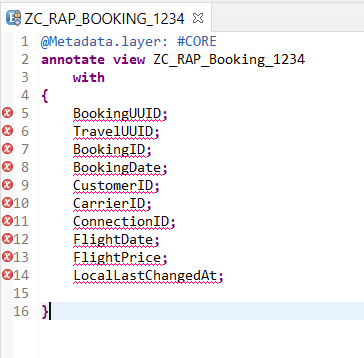 ZC_RAP_BOOKING_1234
1 @Metadata.layer: #CORE
2 annotate view ZC_RAP_Booking_1234
3 with
4 {
5 BookingUUID;
6 TravelUUID;
7 BookingID;
8 BookingDate;
9 CustomerID;
10 CarrierID;
11 ConnectionID;
12 FlightDate;
13 FlightPrice;
14 LocalLastChangedAt;
15
16 }